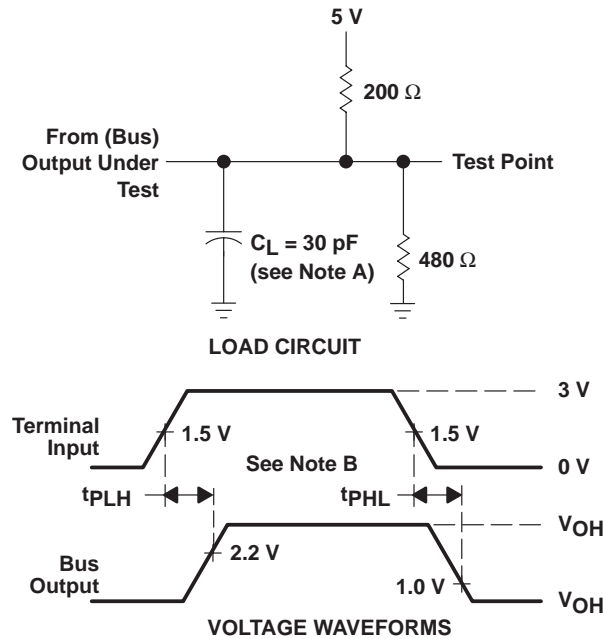 5 V
200 Ω
From (Bus)
Output Under
Test
Test Point
CL = 30 pF
(see Note A)
480 Ω
LOAD CIRCUIT
3 V
Terminal
Input
1.5 V
1.5 V
See Note B
0 V
tPLH
tPHL
VOH
Bus
Output
2.2 V
1.0 V
VOH
VOLTAGE WAVEFORMS